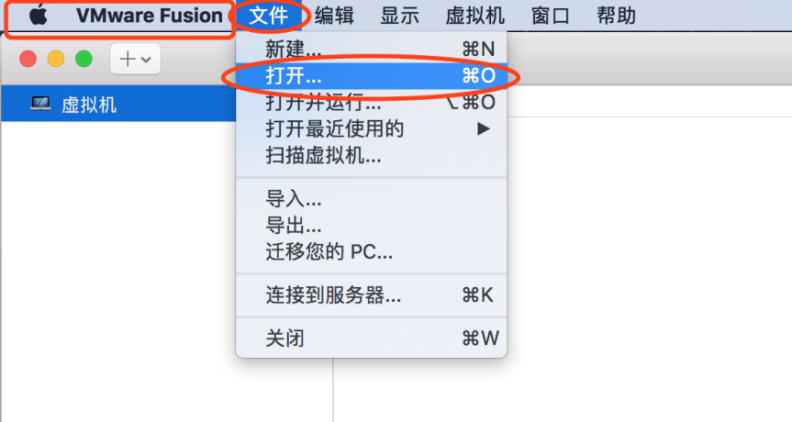 VMware Fusion 文件 编辑 显示 虚拟机 窗口 帮助
新建... ⌘N
打开... ⌘O
虚拟机
打开并运行... ⌥⌘O
打开最近使用的 ▶
扫描虚拟机...
导入...
导出...
迁移您的 PC...
连接到服务器... ⌘K
关闭 ⌘W